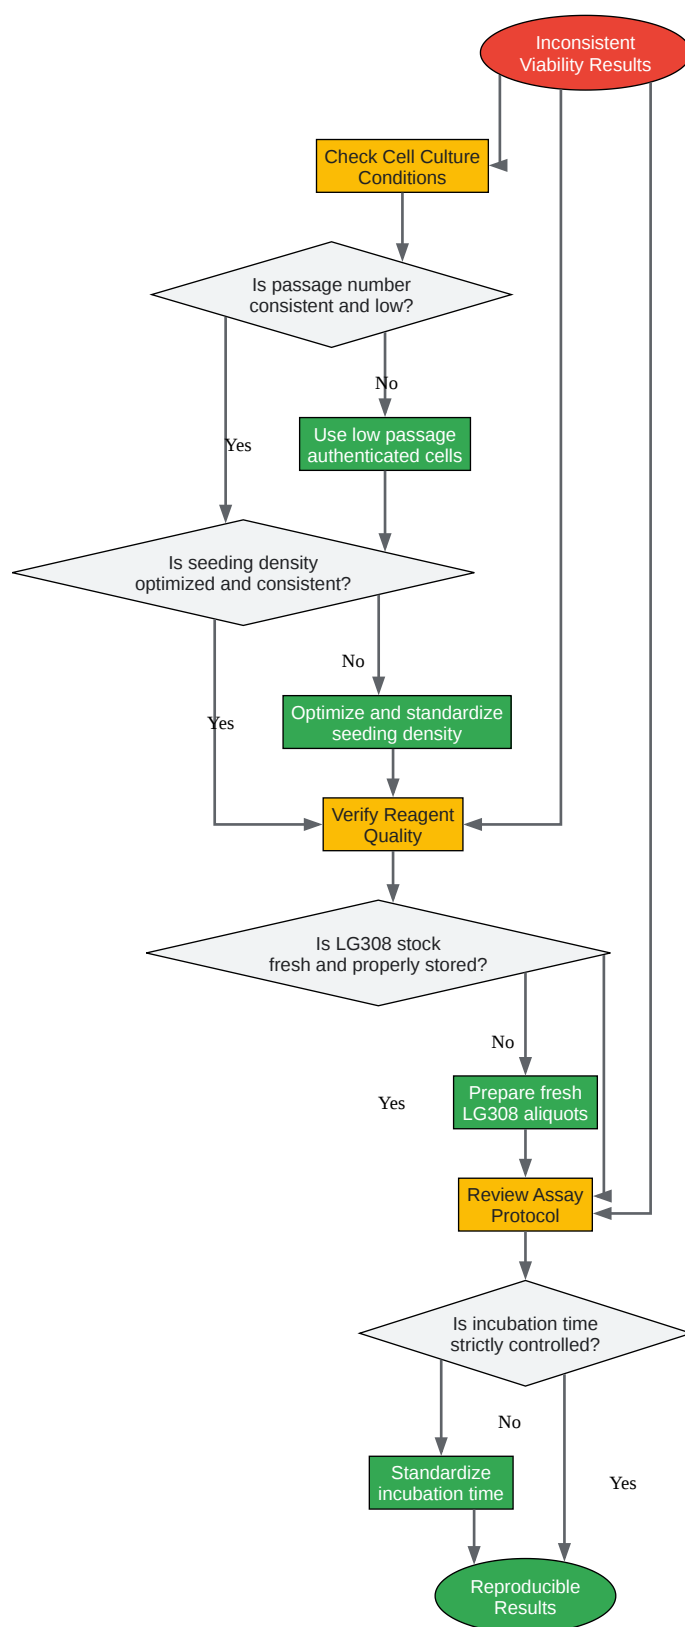 Inconsistent
Viability Results
Check Cell Culture
Conditions
Is passage number
consistent and low?
No
Use low passage
authenticated cells
Yes
Is seeding density
optimized and consistent?
No
Optimize and standardize
seeding density
Yes
Verify Reagent
Quality
Is LG308 stock
fresh and properly stored?
No
Prepare fresh
LG308 aliquots
Yes
Review Assay
Protocol
Is incubation time
strictly controlled?
No
Standardize
incubation time
Yes
Reproducible
Results